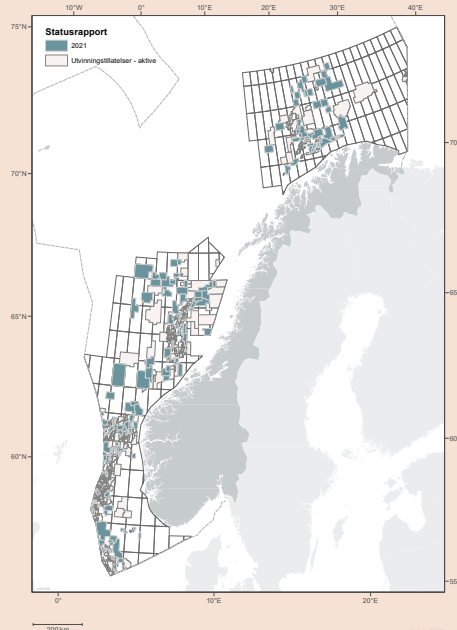 10°W 0° 10°E 20°E 30°E 40°E
75°N
Statusrapport
2021
Utvinningstillatelser - aktive
70
70°N
65
65°N
60
60°N
55
0° 10°E 20°E
200 km